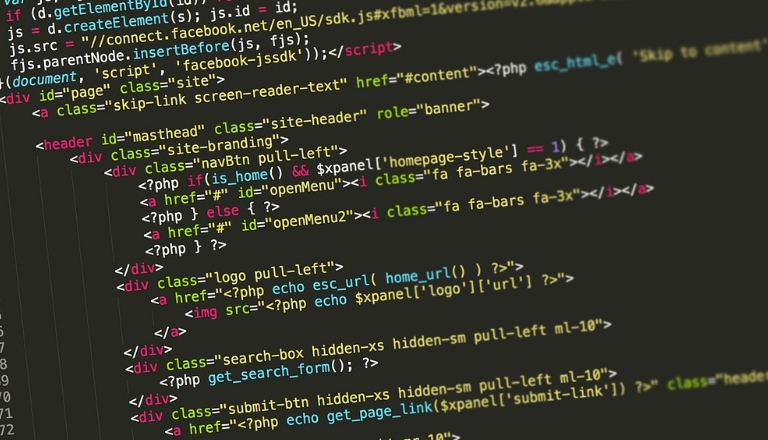 var js,
if (d.getElementById(id))
js = d.createElement(s); js.id = id;
js.src = "//connect.facebook.net/en_US/sdk.js#xfbml=1&version=v2.
fjs.parentNode.insertBefore(js, fjs);
(document, 'script', 'facebook-jssdk'));</script>
<div id="page" class="site">
<a class="skip-link screen-reader-text" href="#content"><?php esc_html_e( 'Skip to content'
<header id="masthead" class="site-header" role="banner">
<div class="site-branding">
<div class="navBtn pull-left">
<?php if(is_home() && $xpanel['homepage-style'] == 1) { ?>
<a href="#" id="openMenu"><i class="fa fa-bars fa-3x"></i></a>
<?php } else { ?>
<a href="#" id="openMenu2"><i class="fa fa-bars fa-3x"></i></a>
<?php } ?>
</div>
<div class="logo pull-left">
<a href="<?php echo esc_url( home_url() ) ?>">
<img src="<?php echo $xpanel['logo']['url'] ?>">
</a>
</div>
<div class="search-box hidden-xs hidden-sm pull-left ml-10">
<?php get_search_form(); ?>
</div>
<div class="submit-btn hidden-xs hidden-sm pull-left ml-10">
71 <a href="<?php echo get_page_link($xpanel['submit-link']) ?>" class="header
72